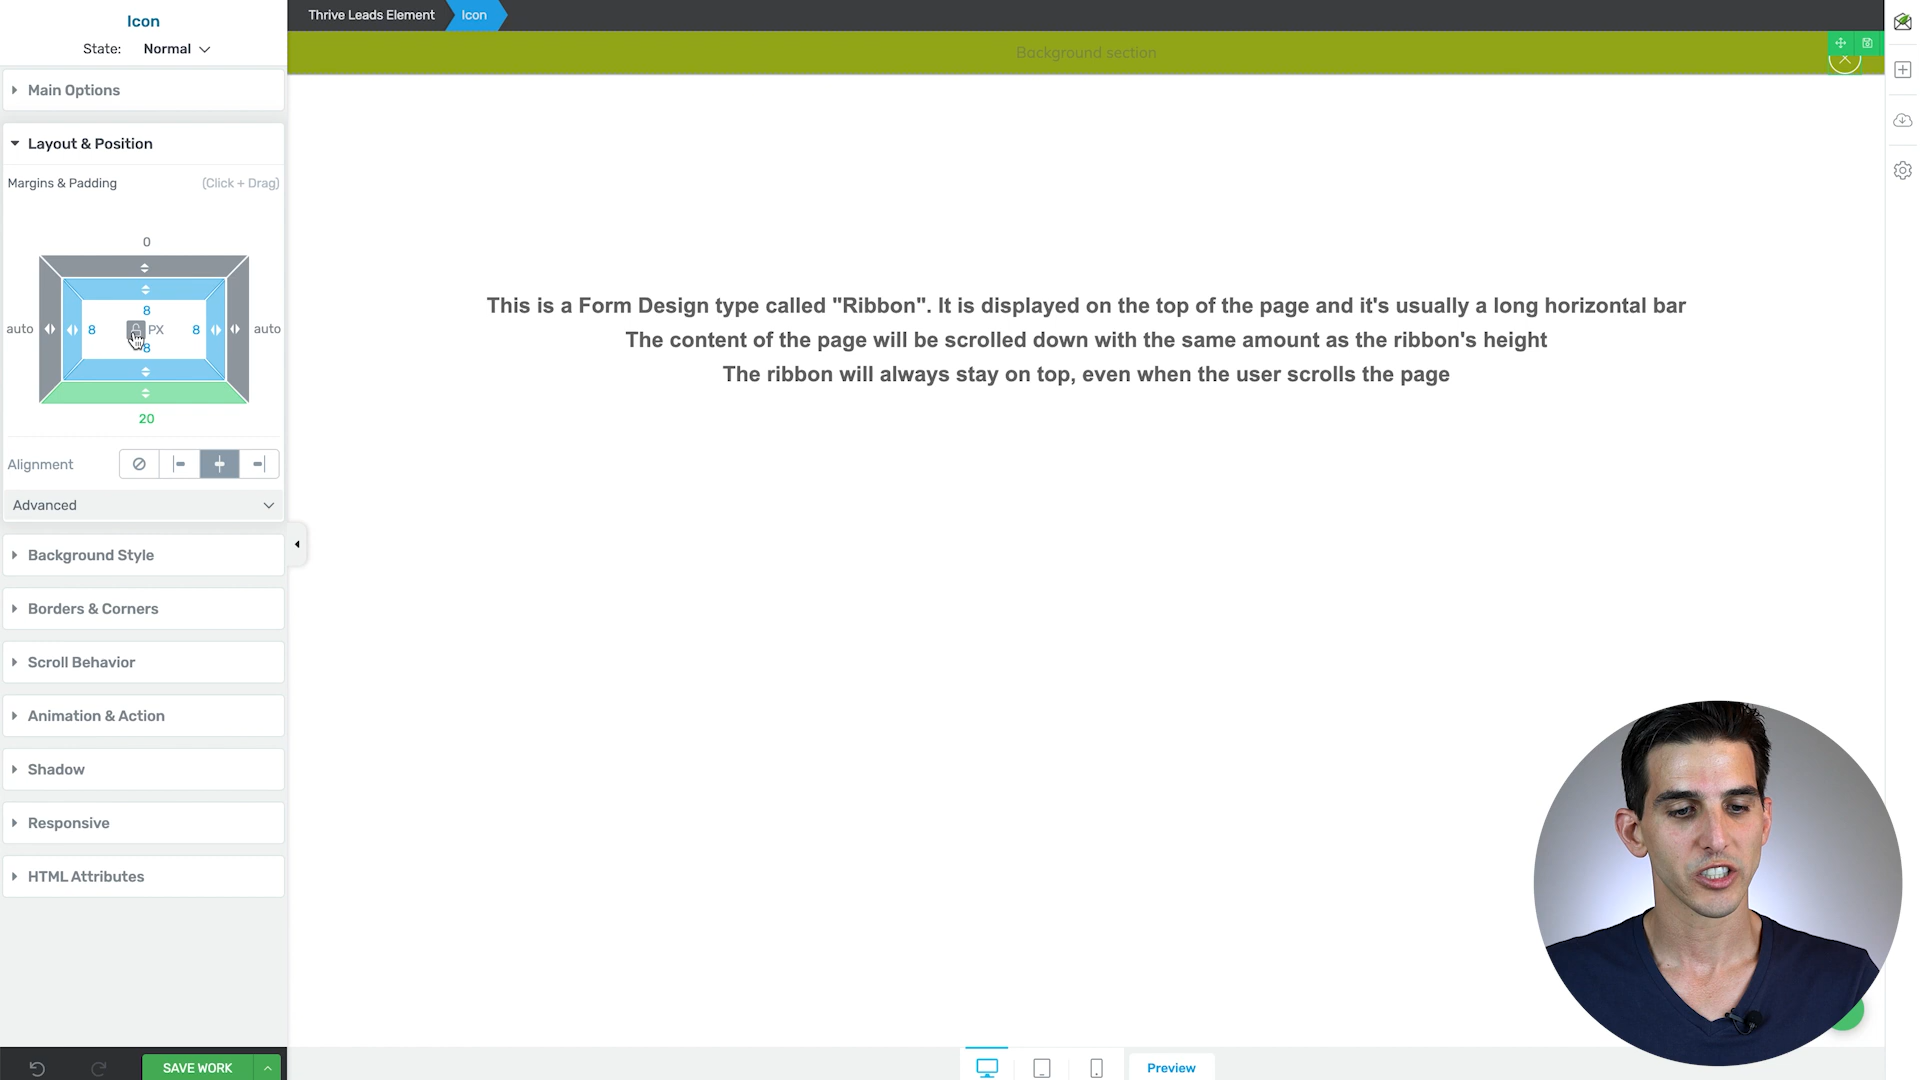 Icon
State: Normal
Main Options
Layout & Position
Margins & Padding (Click + Drag)
0
8
auto 8 PX 8 auto
8
20
Alignment
Advanced
Background Style
Borders & Corners
Scroll Behavior
Animation & Action
Shadow
Responsive
HTML Attributes
SAVE WORK
Thrive Leads Element Icon
Background section
This is a Form Design type called "Ribbon". It is displayed on the top of the page and it's usually a long horizontal bar
The content of the page will be scrolled down with the same amount as the ribbon's height
The ribbon will always stay on top, even when the user scrolls the page
Preview